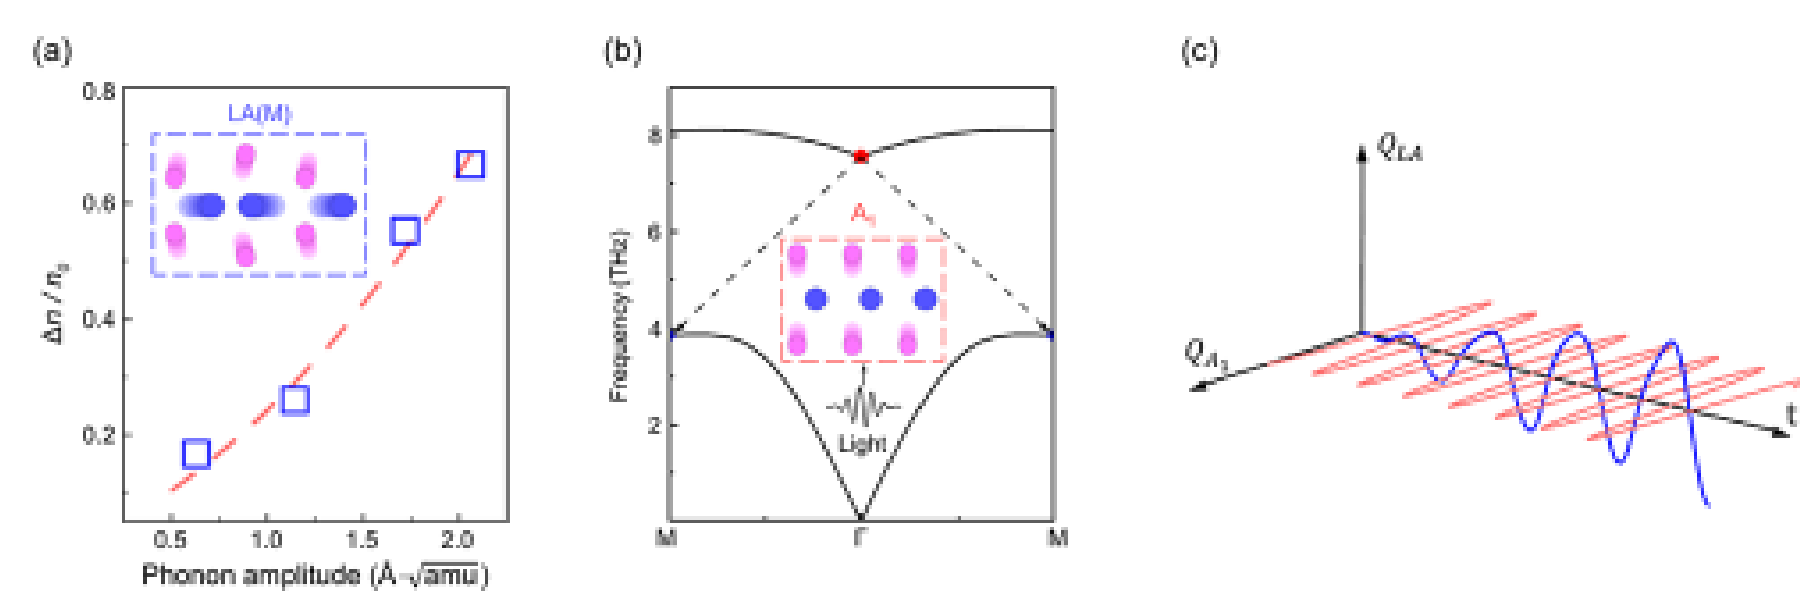 (a)
0.8
0.6
0.4
0.2
Δn / n₀
LA(M)
0.5 1.0 1.5 2.0
Phonon amplitude (Å·√amu)
(b)
8
6
4
2
Frequency (THz)
A₁
Light
M Γ M
(c)
Q_LA
Q_A₁
t